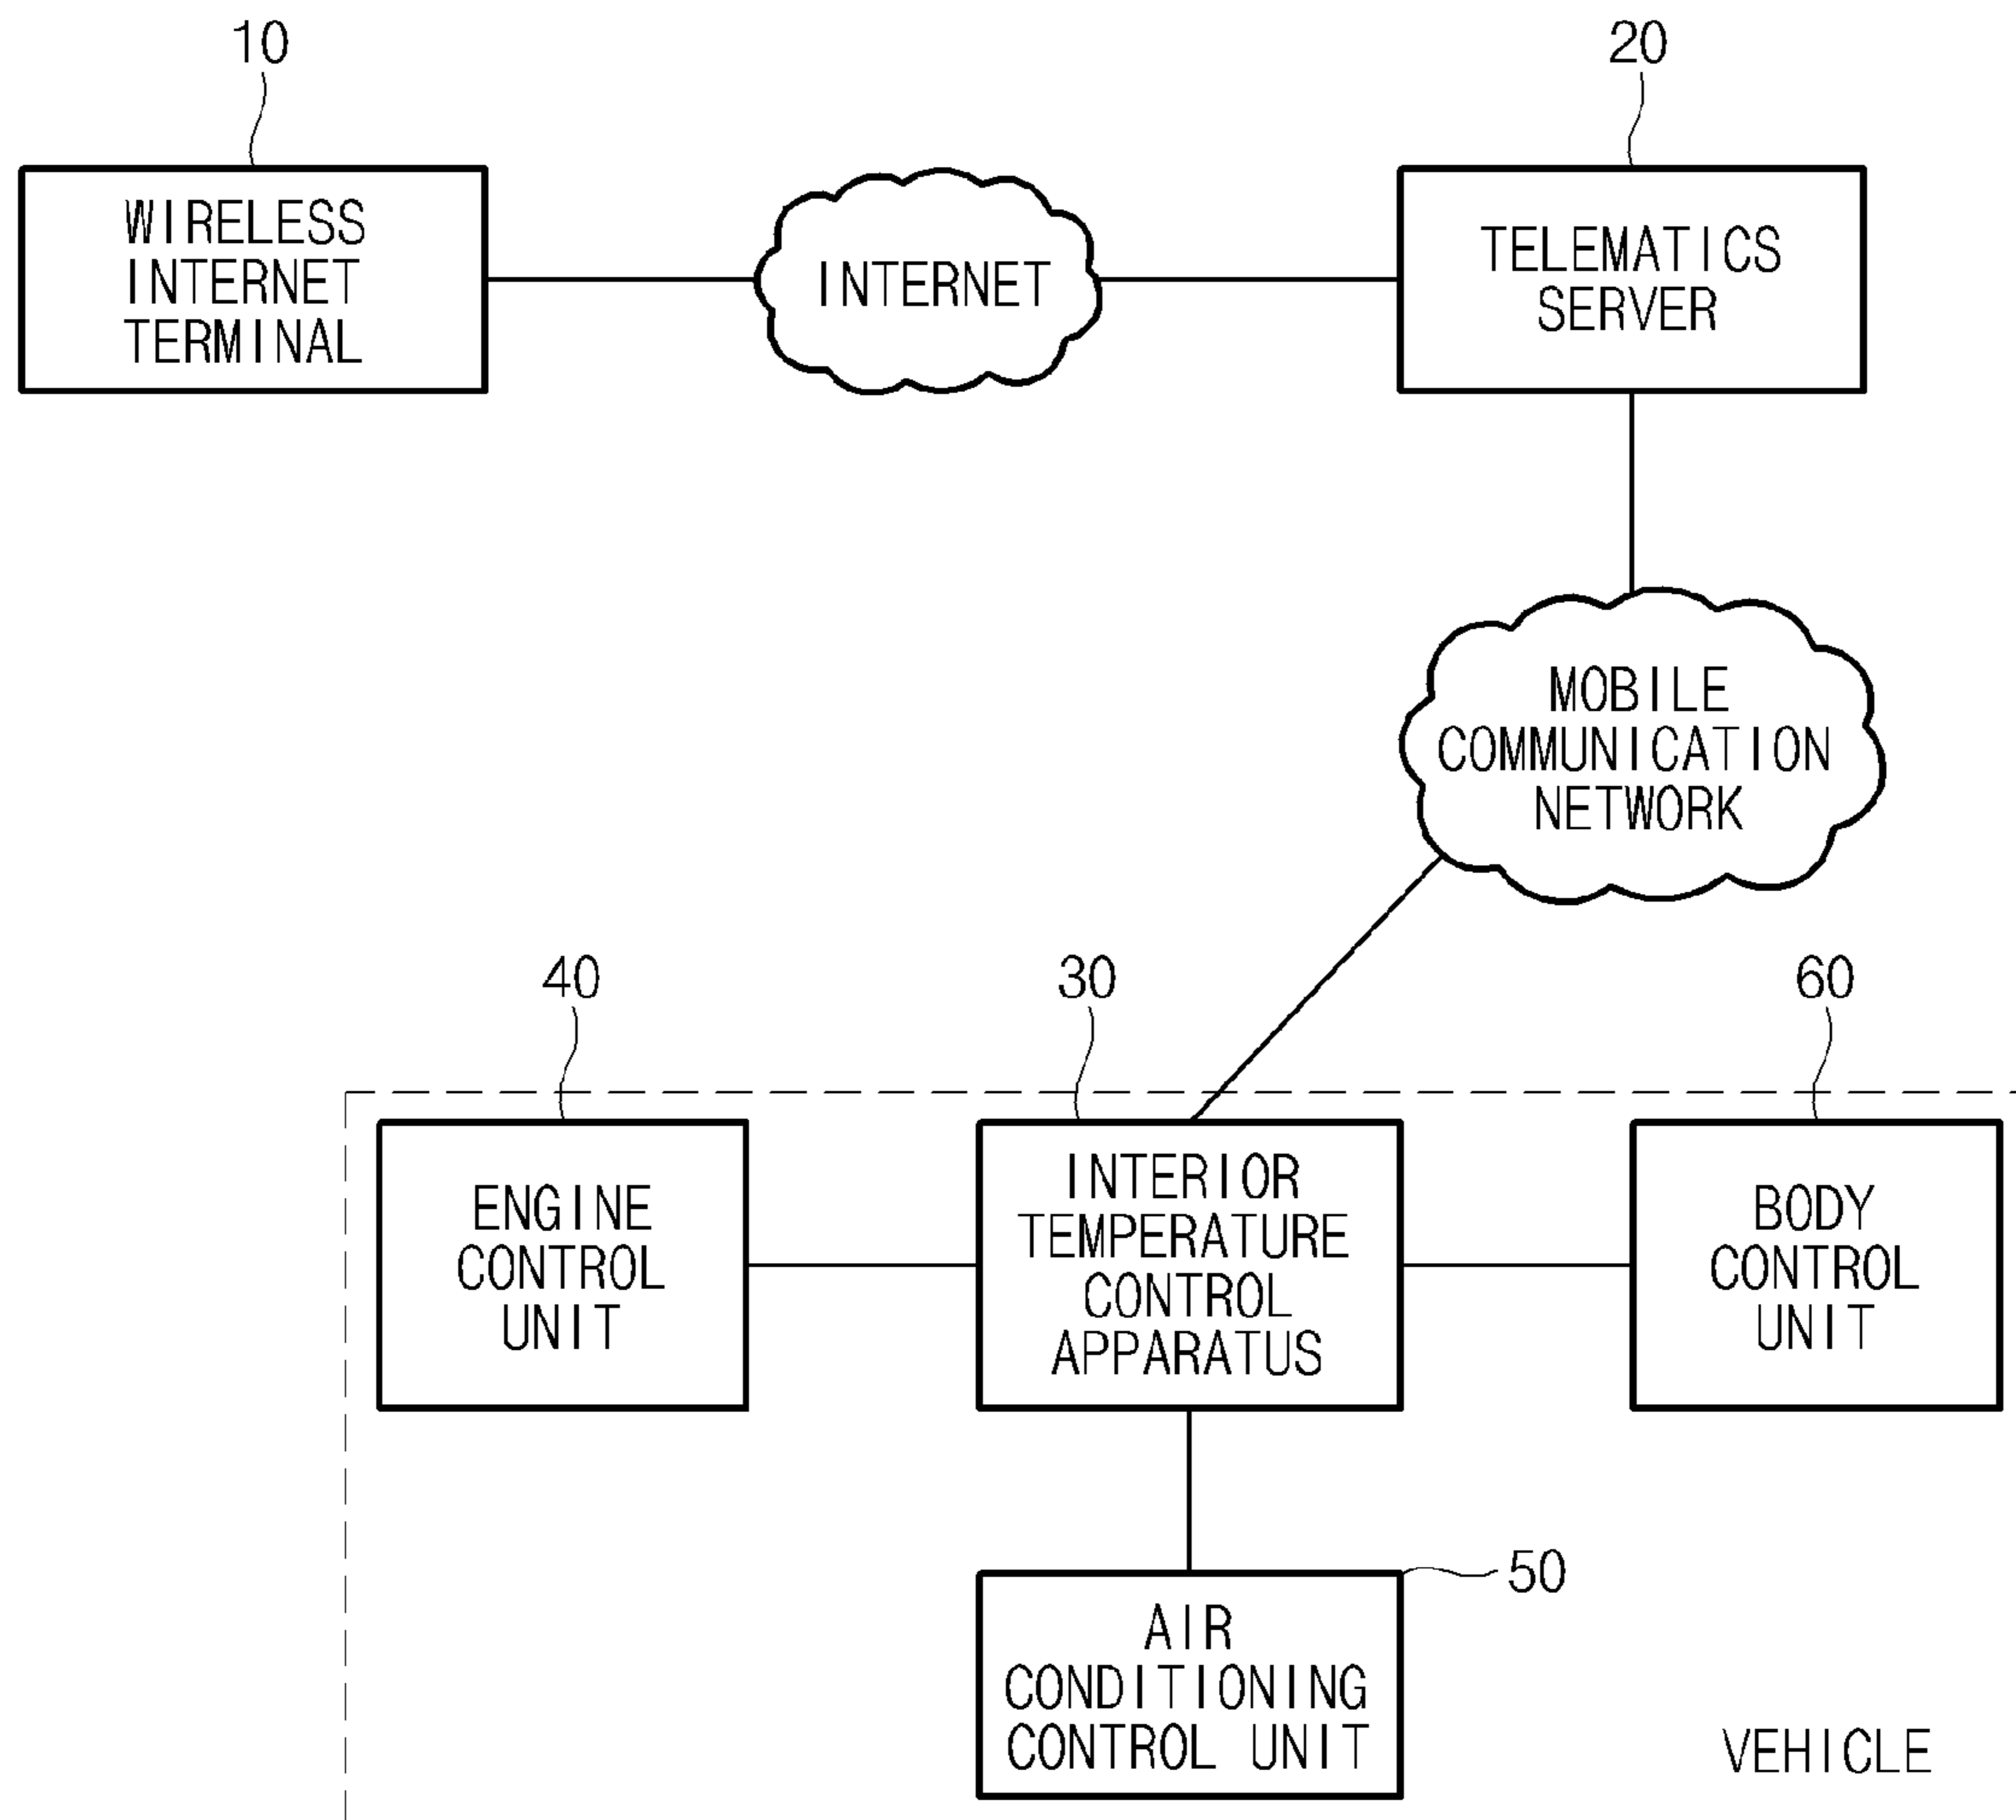 10
20
WIRELESS
INTERNET
TERMINAL
INTERNET
TELEMATICS
SERVER
MOBILE
COMMUNICATION
NETWORK
40
30
60
ENGINE
CONTROL
UNIT
INTERIOR
TEMPERATURE
CONTROL
APPARATUS
BODY
CONTROL
UNIT
50
AIR
CONDITIONING
CONTROL UNIT
VEHICLE